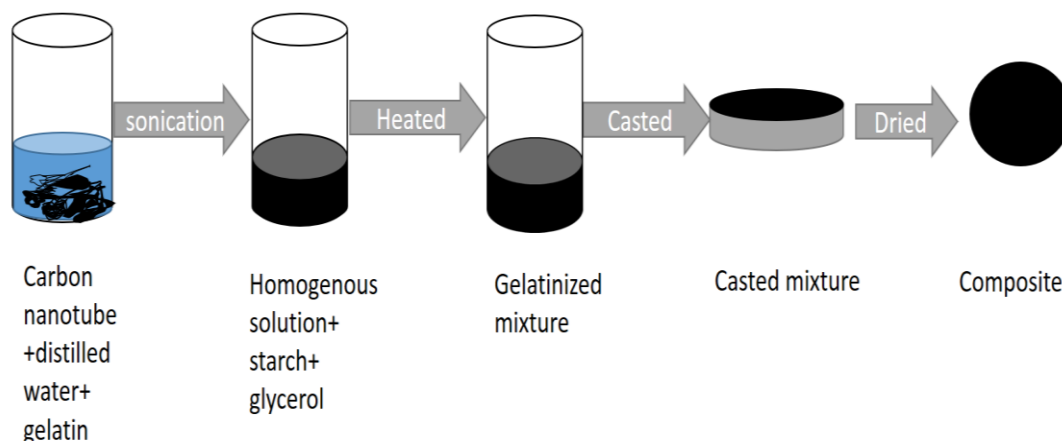 sonication
Heated
Casted
Dried
Carbon
nanotube
+distilled
water+
gelatin
Homogenous
solution+
starch+
glycerol
Gelatinized
mixture
Casted mixture
Composite